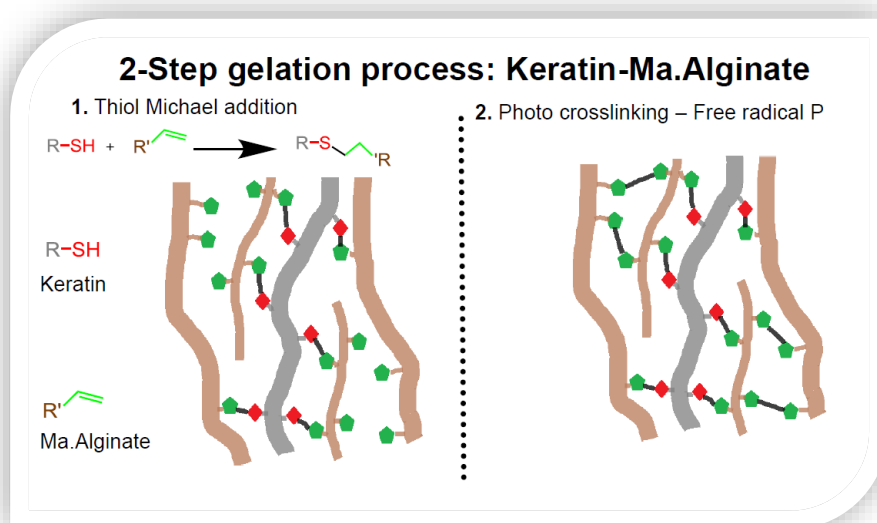 2-Step gelation process: Keratin-Ma.Alginate
1. Thiol Michael addition
R-SH + R' R-S 'R
R-SH
Keratin
R'
Ma.Alginate
2. Photo crosslinking – Free radical P